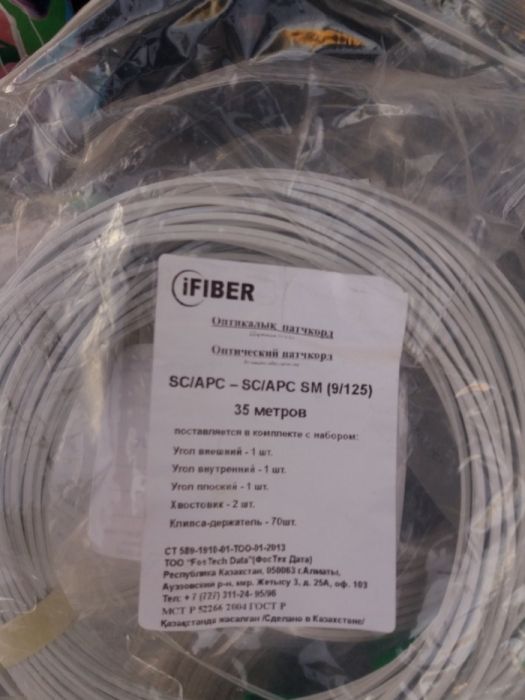 iFIBER
Оптикалық патчкорд
Оптический патчкорд
SC/APC – SC/APC SM (9/125)
35 метров
поставляется в комплекте с набором:
Угол внешний - 1 шт.
Угол внутренний - 1 шт.
Угол плоский - 1 шт.
Хвостовик - 2 шт.
Клипса-держатель - 70шт.
СТ 589-1910-01-ТОО-01-2013
ТОО "FosTech Data"(ФосТех Дата)
Республика Казахстан, 050063 г.Алматы,
Ауэзовский р-н, мкр. Жетысу 3, д. 25А, оф. 103
Тел: + 7 (727) 311-24- 95/96
МСТ Р 52266 2004 ГОСТ Р
Қазақстанда жасалған /Сделано в Казахстане/